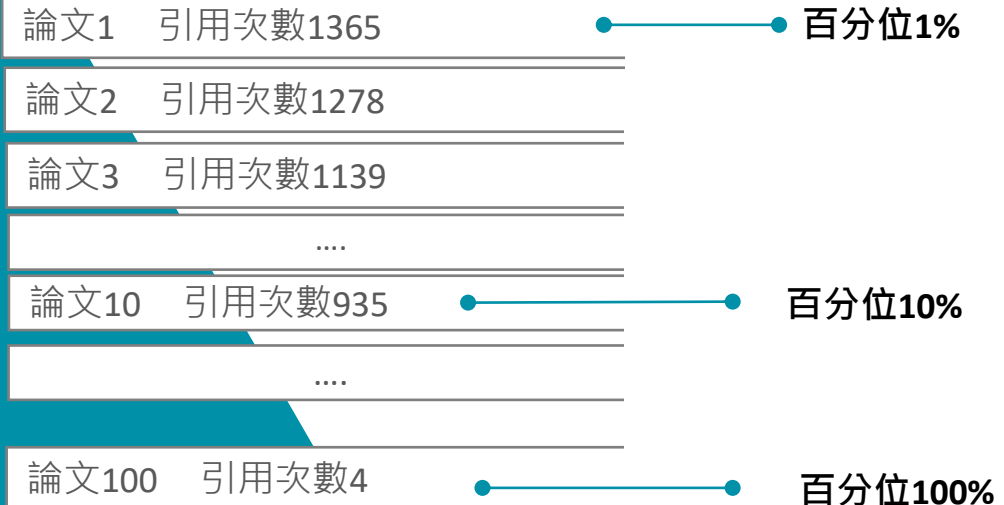 論文1 引用次數1365 百分位1%
論文2 引用次數1278
論文3 引用次數1139
....
論文10 引用次數935 百分位10%
....
論文100 引用次數4 百分位100%